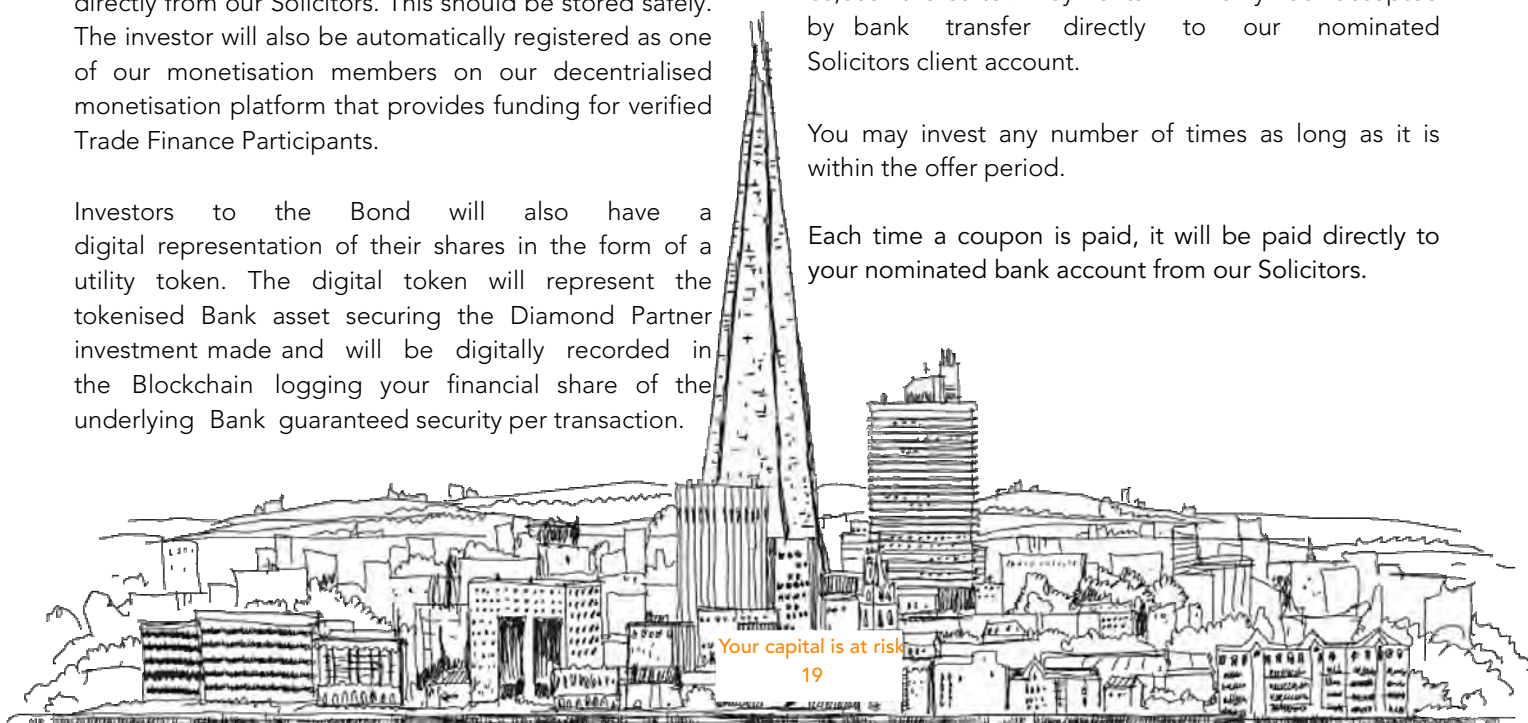 directly from our Solicitors. This should be stored safely.
The investor will also be automatically registered as one
of our monetisation members on our decentrialised
monetisation platform that provides funding for verified
Trade Finance Participants.
Investors to the Bond will also have a
digital representation of their shares in the form of a
utility token. The digital token will represent the
tokenised Bank asset securing the Diamond Partner
investment made and will be digitally recorded in
the Blockchain logging your financial share of the
underlying Bank guaranteed security per transaction.
by bank transfer directly to our nominated
Solicitors client account.
You may invest any number of times as long as it is
within the offer period.
Each time a coupon is paid, it will be paid directly to
your nominated bank account from our Solicitors.
Your capital is at risk
19